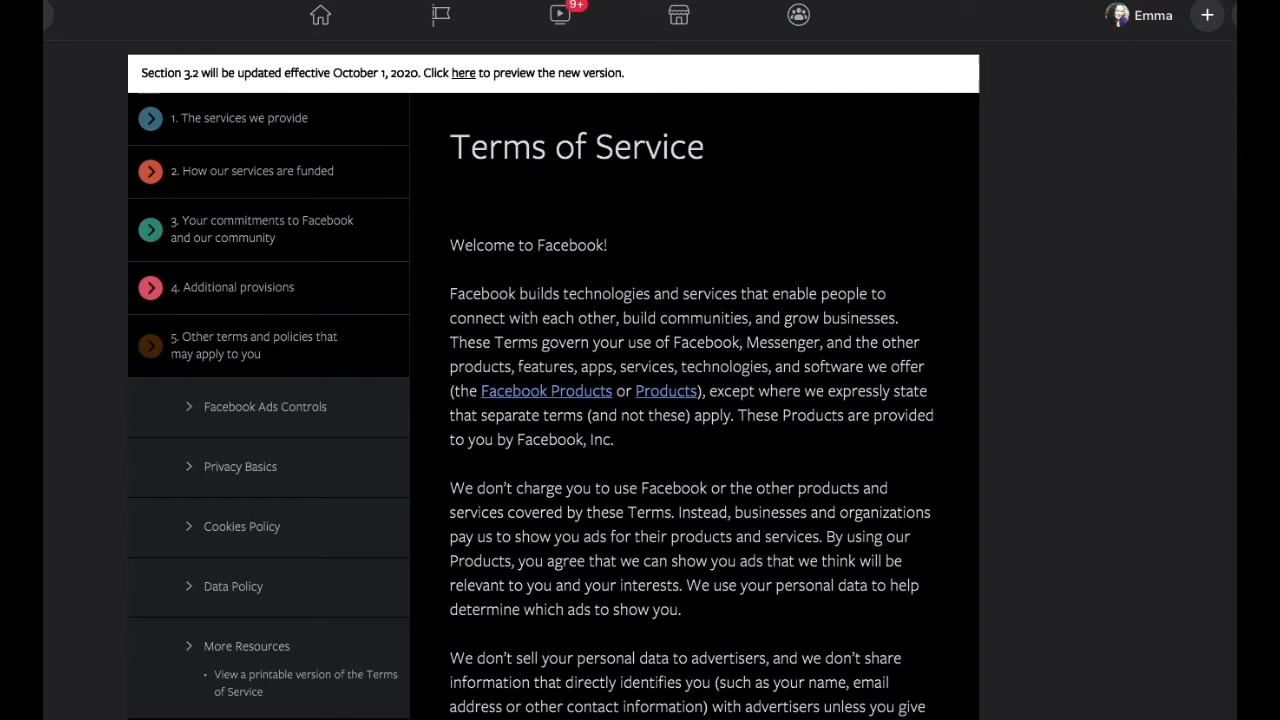 9+
Emma
Section 3.2 will be updated effective October 1, 2020. Click here to preview the new version.
1. The services we provide
2. How our services are funded
3. Your commitments to Facebook
and our community
4. Additional provisions
5. Other terms and policies that
may apply to you
Facebook Ads Controls
Privacy Basics
Cookies Policy
Data Policy
More Resources
• View a printable version of the Terms
of Service
Terms of Service
Welcome to Facebook!
Facebook builds technologies and services that enable people to
connect with each other, build communities, and grow businesses.
These Terms govern your use of Facebook, Messenger, and the other
products, features, apps, services, technologies, and software we offer
(the Facebook Products or Products), except where we expressly state
that separate terms (and not these) apply. These Products are provided
to you by Facebook, Inc.
We don’t charge you to use Facebook or the other products and
services covered by these Terms. Instead, businesses and organizations
pay us to show you ads for their products and services. By using our
Products, you agree that we can show you ads that we think will be
relevant to you and your interests. We use your personal data to help
determine which ads to show you.
We don’t sell your personal data to advertisers, and we don’t share
information that directly identifies you (such as your name, email
address or other contact information) with advertisers unless you give